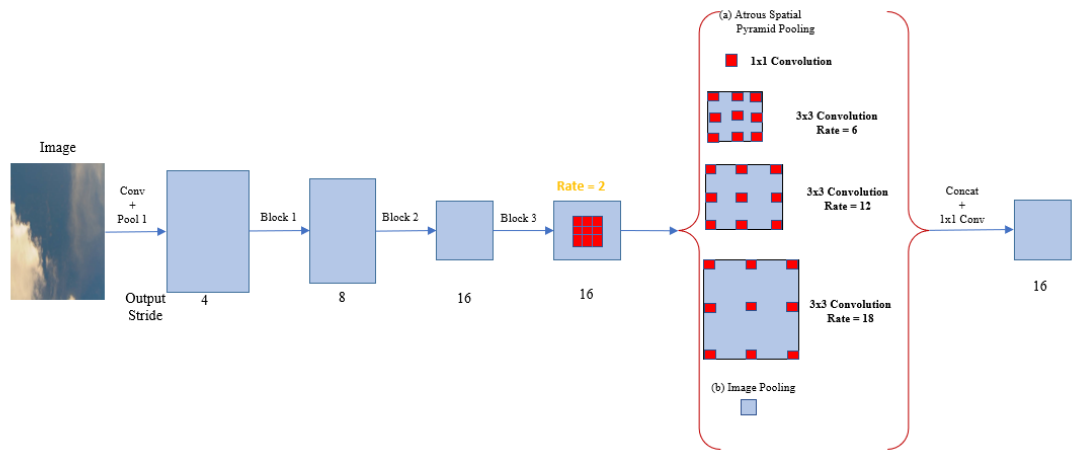 (a) Atrous Spatial
Pyramid Pooling
1x1 Convolution
3x3 Convolution
Rate = 6
Image
Conv
+
Pool 1
Block 1
Block 2
Block 3
Rate = 2
3x3 Convolution
Rate = 12
Concat
+
1x1 Conv
Output
Stride
4
8
16
16
3x3 Convolution
Rate = 18
16
(b) Image Pooling